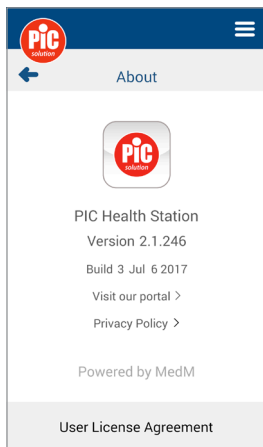 PiC
solution
About
PiC
solution
PIC Health Station
Version 2.1.246
Build 3 Jul 6 2017
Visit our portal >
Privacy Policy >
Powered by MedM
User License Agreement